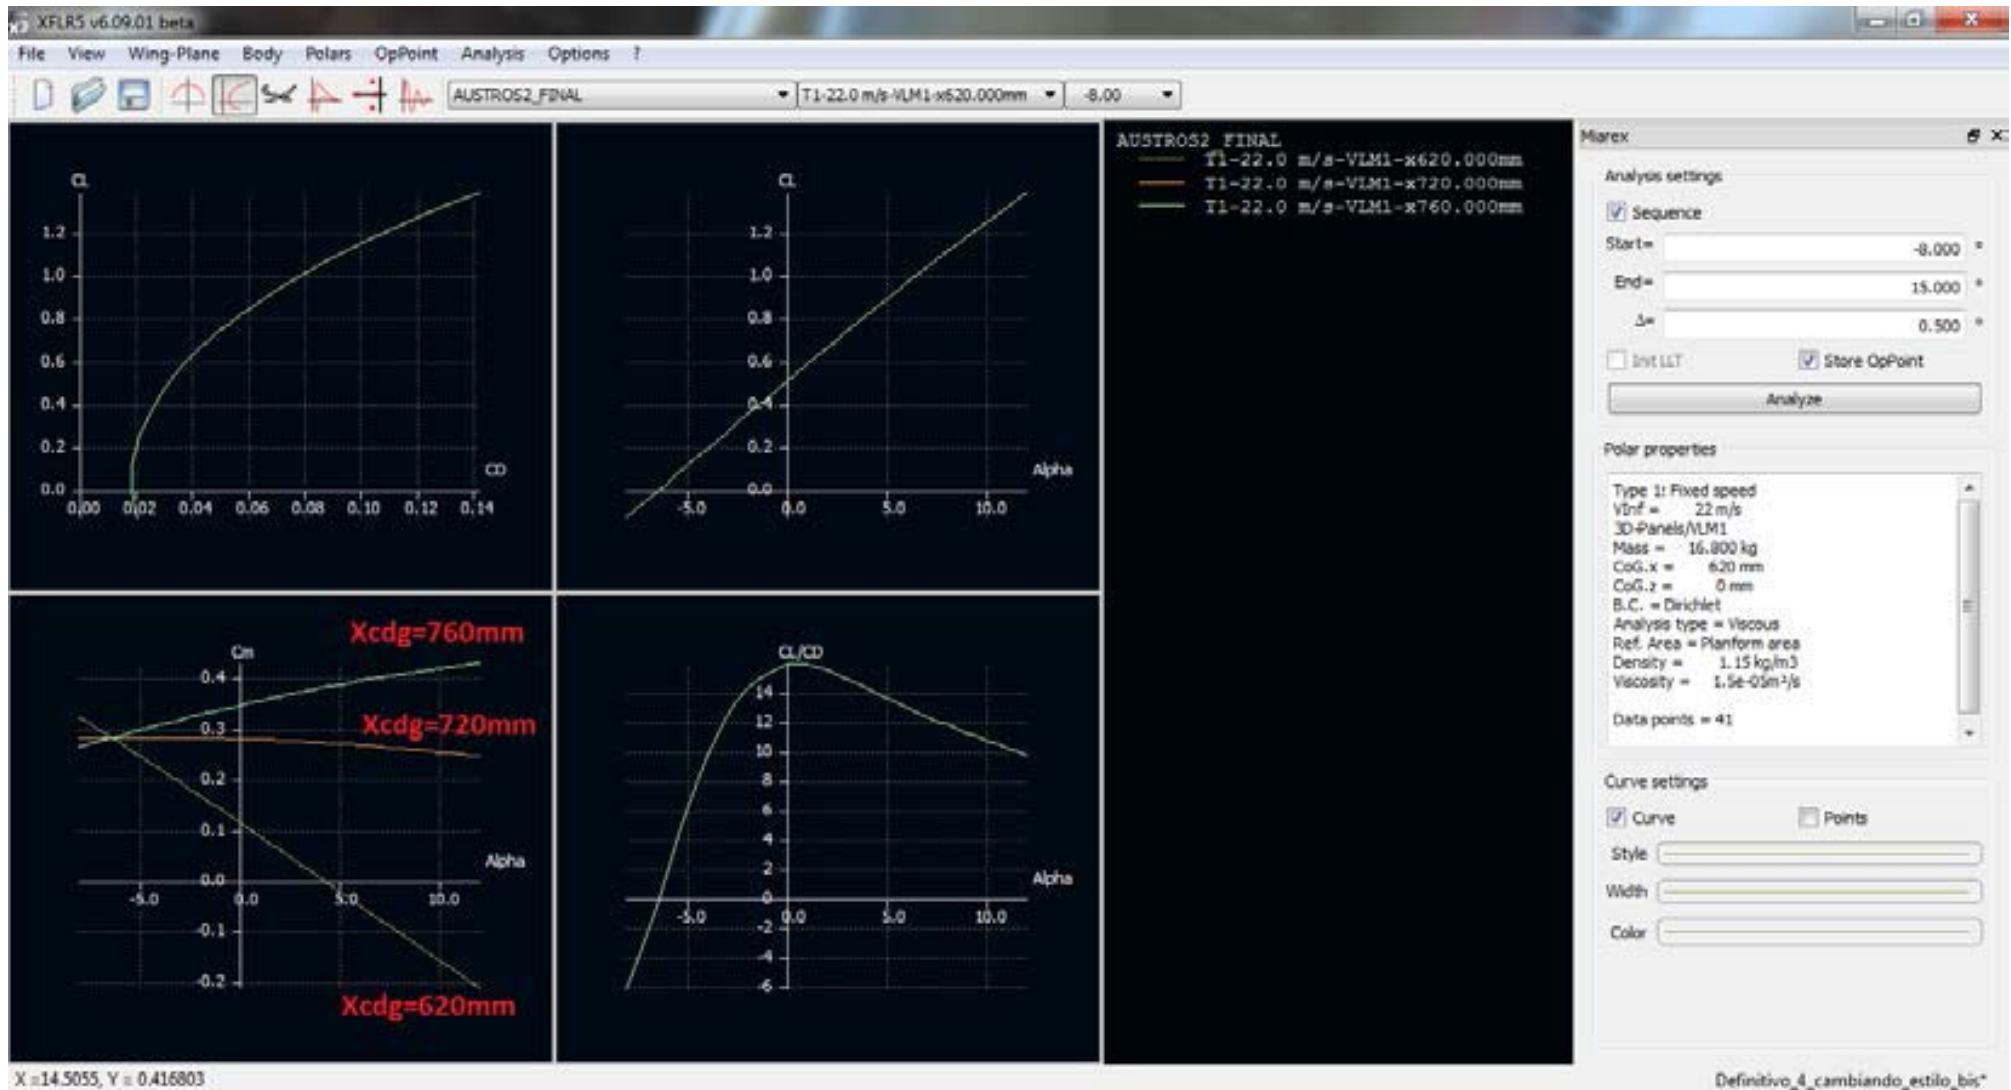 XFLR5 v6.09.01 beta
File View Wing-Plane Body Polars OpPoint Analysis Options ?
AUSTROS2_FINAL T1-22.0 m/s-VLM1-x620.000mm -8.00
CL
1.2
1.0
0.8
0.6
0.4
0.2
0.0
CD
0.00 0.02 0.04 0.06 0.08 0.10 0.12 0.14
CL
1.2
1.0
0.8
0.6
0.4
0.2
0.0
Alpha
-5.0 0.0 5.0 10.0
Xcdg=760mm
Cm
0.4
Xcdg=720mm
0.3
0.2
0.1
Alpha
0.0
-5.0 0.0 5.0 10.0
-0.1
-0.2
Xcdg=620mm
CL/CD
14
12
10
8
6
4
2
Alpha
0
-5.0 0.0 5.0 10.0
-2
-4
-6
AUSTROS2_FINAL
T1-22.0 m/s-VLM1-x620.000mm
T1-22.0 m/s-VLM1-x720.000mm
T1-22.0 m/s-VLM1-x760.000mm
Miarex
Analysis settings
Sequence
Start= -8.000 °
End= 15.000 °
Δ= 0.500 °
Init LLT Store OpPoint
Analyze
Polar properties
Type 1: Fixed speed
VInf = 22 m/s
3D-Panels/VLM1
Mass = 16.800 kg
CoG.x = 620 mm
CoG.z = 0 mm
B.C. = Dirichlet
Analysis type = Viscous
Ref. Area = Planform area
Density = 1.15 kg/m3
Viscosity = 1.5e-05m²/s
Data points = 41
Curve settings
Curve Points
Style
Width
Color
X =14.5055, Y = 0.416803
Definitivo_4_cambiando_estilo_bis*